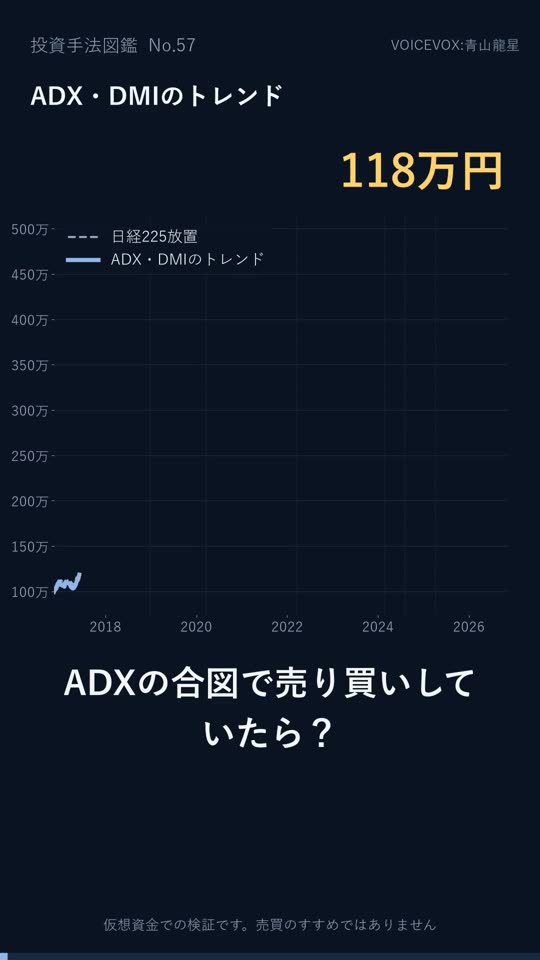 投資手法図鑑 No.57
VOICEVOX:青山龍星
ADX・DMIのトレンド
118万円
500万
日経225放置
ADX・DMIのトレンド
450万
400万
350万
300万
250万
200万
150万
100万
2018 2020 2022 2024 2026
ADXの合図で売り買いして
いたら？
仮想資金での検証です。売買のすすめではありません